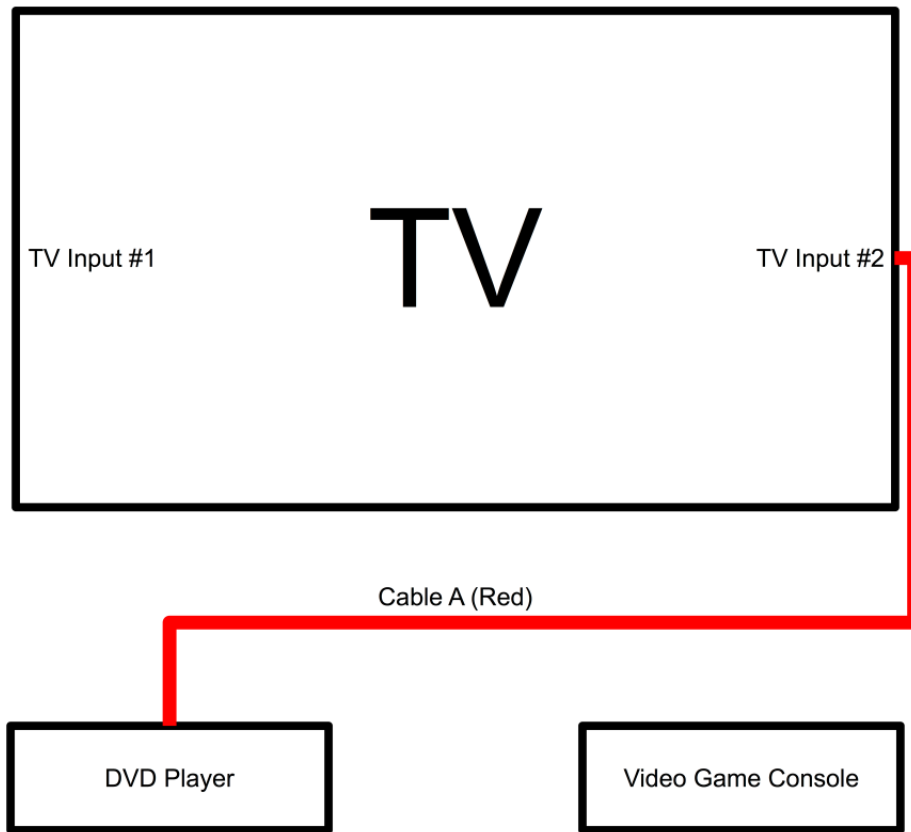 TV
TV Input #1
TV Input #2
Cable A (Red)
DVD Player
Video Game Console